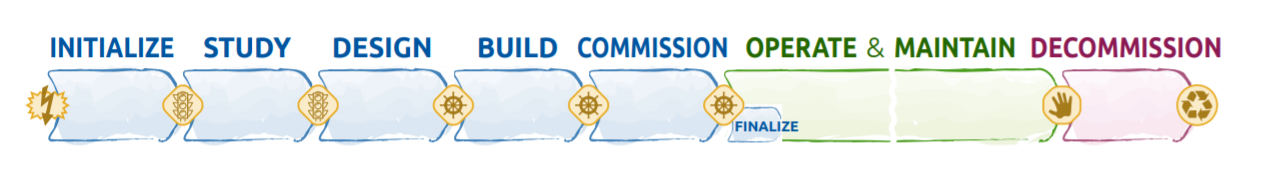 INITIALIZE STUDY DESIGN BUILD COMMISSION OPERATE & MAINTAIN DECOMMISSION
FINALIZE